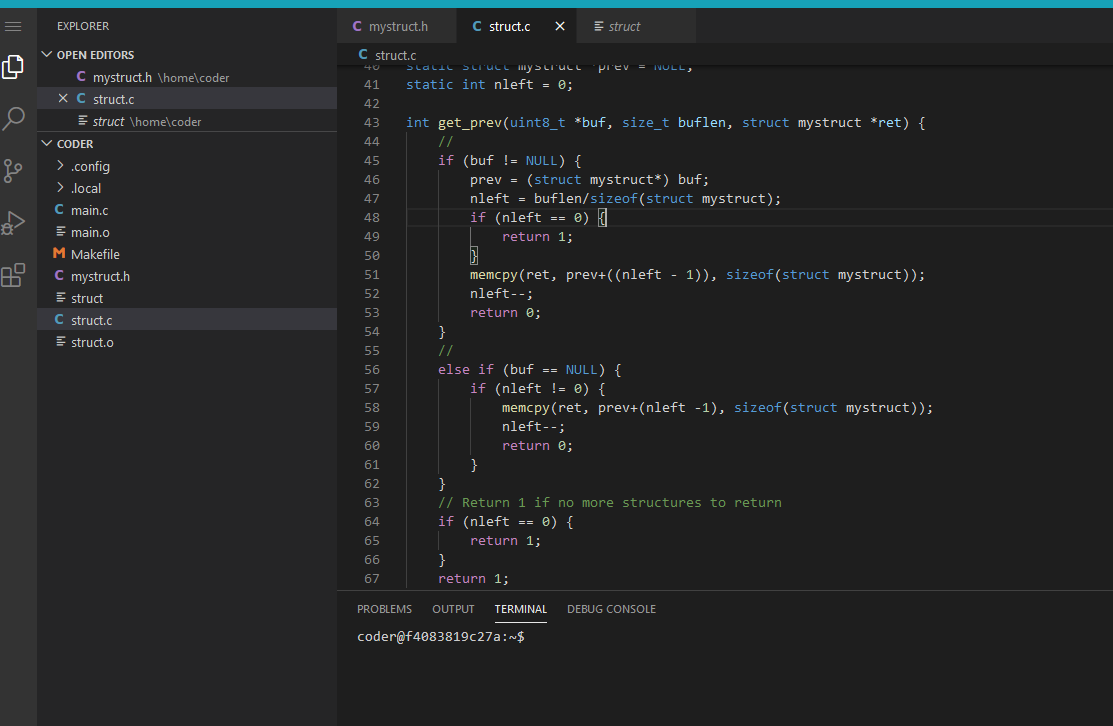 EXPLORER
OPEN EDITORS
mystruct.h \home\coder
struct.c
struct \home\coder
CODER
.config
.local
main.c
main.o
Makefile
mystruct.h
struct
struct.c
struct.o
mystruct.h
struct.c
struct
struct.c
40 static struct mystruct *prev = NULL;
41 static int nleft = 0;
42
43 int get_prev(uint8_t *buf, size_t buflen, struct mystruct *ret) {
44     //
45     if (buf != NULL) {
46         prev = (struct mystruct*) buf;
47         nleft = buflen/sizeof(struct mystruct);
48         if (nleft == 0) {
49             return 1;
50         }
51         memcpy(ret, prev+((nleft - 1)), sizeof(struct mystruct));
52         nleft--;
53         return 0;
54     }
55     //
56     else if (buf == NULL) {
57         if (nleft != 0) {
58             memcpy(ret, prev+(nleft -1), sizeof(struct mystruct));
59             nleft--;
60             return 0;
61         }
62     }
63     // Return 1 if no more structures to return
64     if (nleft == 0) {
65         return 1;
66     }
67     return 1;
PROBLEMS OUTPUT TERMINAL DEBUG CONSOLE
coder@f4083819c27a:~$